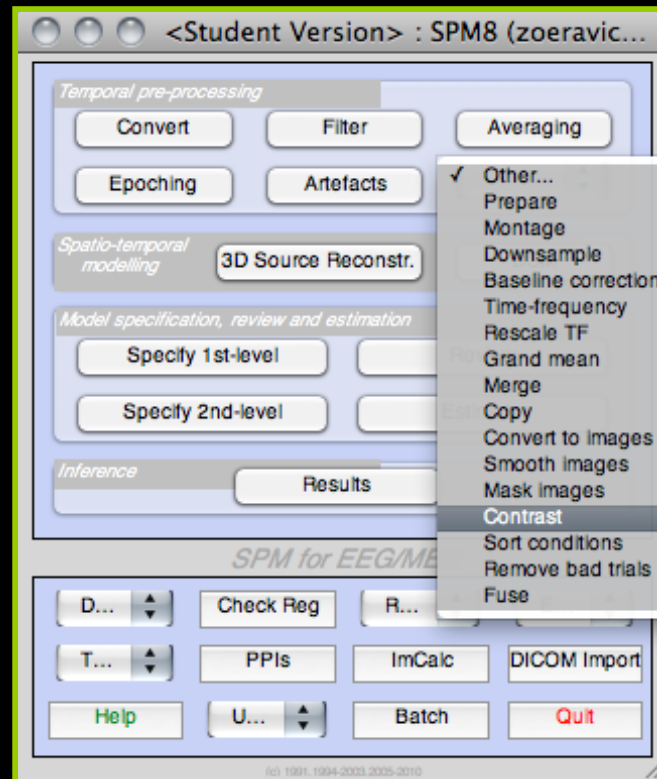 <Student Version> : SPM8 (zoeravic...
Temporal pre-processing
Convert
Filter
Averaging
Epoching
Artefacts
✓ Other...
Prepare
Montage
Downsample
Baseline correction
Time-frequency
Rescale TF
Grand mean
Merge
Copy
Convert to images
Smooth images
Mask images
Contrast
Sort conditions
Remove bad trials
Fuse
Spatio-temporal
modelling
3D Source Reconstr.
Model specification, review and estimation
Specify 1st-level
Specify 2nd-level
Inference
Results
SPM for EEG/ME
D...
Check Reg
R...
T...
PPIs
ImCalc
DICOM Import
Help
U...
Batch
Quit
(c) 1991,1994-2003,2005-2010